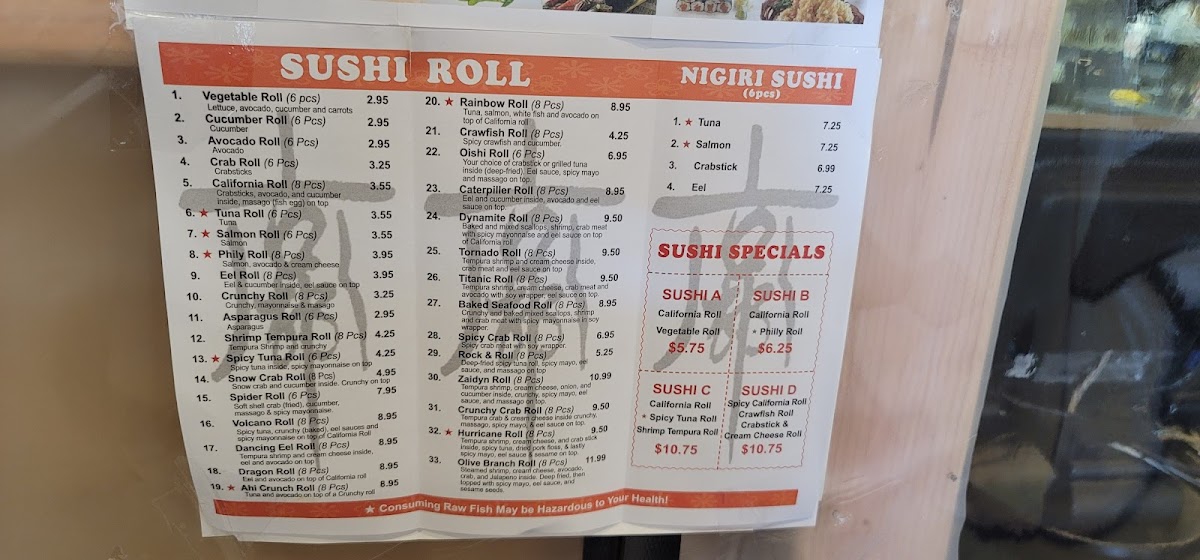 SUSHI ROLL
1. Vegetable Roll (6 pcs) 2.95
Lettuce, avocado, cucumber and carrots
2. Cucumber Roll (6 Pcs) 2.95
Cucumber
3. Avocado Roll (6 Pcs) 2.95
Avocado
4. Crab Roll (6 Pcs) 3.25
Crabsticks
5. California Roll (8 Pcs) 3.55
Crabsticks, avocado, and cucumber
inside, masago (fish egg) on top
6. ★ Tuna Roll (6 Pcs) 3.55
Tuna
7. ★ Salmon Roll (6 Pcs) 3.55
Salmon
8. ★ Phily Roll (8 Pcs) 3.95
Salmon, avocado & cream cheese
9. Eel Roll (8 Pcs) 3.95
Eel & cucumber inside, eel sauce on top
10. Crunchy Roll (8 Pcs) 3.25
Crunchy, mayonnaise & masago
11. Asparagus Roll (6 Pcs) 2.95
Asparagus
12. Shrimp Tempura Roll (8 Pcs) 4.25
Tempura Shrimp and crunchy
13. ★ Spicy Tuna Roll (6 Pcs) 4.25
Spicy tuna inside, spicy mayonnaise on top
14. Snow Crab Roll (8 Pcs) 4.95
Snow crab and cucumber inside. Crunchy on top
15. Spider Roll (6 Pcs) 7.95
Soft shell crab (fried), cucumber,
massago & spicy mayonnaise.
16. Volcano Roll (8 Pcs) 8.95
Spicy tuna, crunchy (baked), eel sauces and
spicy mayonnaise on top of California Roll
17. Dancing Eel Roll (8 Pcs) 8.95
Tempura shrimp and cream cheese inside,
eel and avocado on top
18. Dragon Roll (8 Pcs) 8.95
Eel and avocado on top of California roll
19. ★ Ahi Crunch Roll (8 Pcs) 8.95
Tuna and avocado on top of a Crunchy roll
20. ★ Rainbow Roll (8 Pcs) 8.95
Tuna, salmon, white fish and avocado on
top of California roll
21. Crawfish Roll (8 Pcs) 4.25
Spicy crawfish and cucumber.
22. Oishi Roll (6 Pcs) 6.95
Your choice of crabstick or grilled tuna
inside (deep-fried). Eel sauce, spicy mayo
and massago on top.
23. Caterpiller Roll (8 Pcs) 8.95
Eel and cucumber inside, avocado and eel
sauce on top
24. Dynamite Roll (8 Pcs) 9.50
Baked and mixed scallops, shrimp, crab meat
with spicy mayonnaise and eel sauce on top
of California roll
25. Tornado Roll (8 Pcs) 9.50
Tempura shrimp and cream cheese inside,
crab meat and eel sauce on top
26. Titanic Roll (8 Pcs) 9.50
Tempura shrimp, cream cheese, crab meat and
avocado with soy wrapper, eel sauce on top.
27. Baked Seafood Roll (8 Pcs) 8.95
Crunchy and baked mixed scallops, shrimp
and crab meat with spicy mayonnaise n soy
wrapper.
28. Spicy Crab Roll (8 Pcs) 6.95
Spicy crab meat with soy wrapper.
29. Rock & Roll (8 Pcs) 5.25
Deep-fried spicy tuna roll, spicy mayo, eel
sauce, and massago on top
30. Zaidyn Roll (8 Pcs) 10.99
Tempura shrimp, cream cheese, onion, and
cucumber inside, crunchy, spicy mayo, eel
sauce, and massago on top.
31. Crunchy Crab Roll (8 Pcs) 9.50
Tempura crab & cream cheese inside crunchy,
massago, spicy mayo & eel sauce on top.
32. ★ Hurricane Roll (8 Pcs) 9.50
Tempura shrimp, cream cheese, and crab stick
inside, spicy tuna, dried pork floss, & lastly
spicy mayo, eel sauce & sesame on top.
33. Olive Branch Roll (8 Pcs) 11.99
Steamed shrimp, cream cheese, avocado,
crab, and Jalapeno inside. Deep fried, then
topped with spicy mayo, eel sauce, and
sesame seeds.
NIGIRI SUSHI
(6pcs)
1. ★ Tuna 7.25
2. ★ Salmon 7.25
3. Crabstick 6.99
4. Eel 7.25
SUSHI SPECIALS
SUSHI A
California Roll
Vegetable Roll
$5.75
SUSHI B
California Roll
* Philly Roll
$6.25
SUSHI C
California Roll
* Spicy Tuna Roll
Shrimp Tempura Roll
$10.75
SUSHI D
Spicy California Roll
Crawfish Roll
Crabstick &
Cream Cheese Roll
$10.75
★ Consuming Raw Fish May be Hazardous to Your Health!